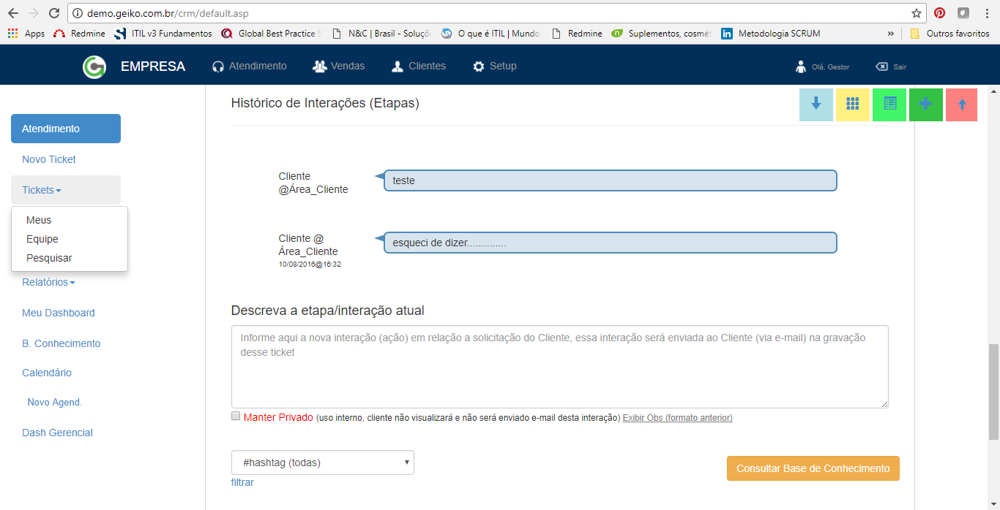 demo.geiko.com.br/crm/default.asp
Apps Redmine ITIL v3 Fundamentos Global Best Practice N&C | Brasil - Soluçõ O que é ITIL | Mundo Redmine Suplementos, cosmé Metodologia SCRUM » Outros favoritos
EMPRESA Atendimento Vendas Clientes Setup Olá, Gestor Sair
Atendimento
Novo Ticket
Tickets
Meus
Equipe
Pesquisar
Relatórios
Meu Dashboard
B. Conhecimento
Calendário
Novo Agend.
Dash Gerencial
Histórico de Interações (Etapas)
Cliente
@Área_Cliente
teste
Cliente @
Área_Cliente
10/08/2016@16:32
esqueci de dizer..............
Descreva a etapa/interação atual
Informe aqui a nova interação (ação) em relação a solicitação do Cliente, essa interação será enviada ao Cliente (via e-mail) na gravação
desse ticket
Manter Privado (uso interno, cliente não visualizará e não será enviado e-mail desta interação) Exibir Obs (formato anterior)
#hashtag (todas)
filtrar
Consultar Base de Conhecimento